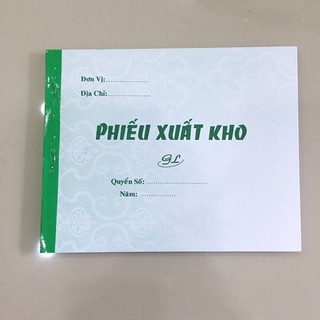 Đơn Vị:...................
Địa Chỉ:...................
PHIẾU XUẤT KHO
GL
Quyển Số: ...........................
Năm: ...............